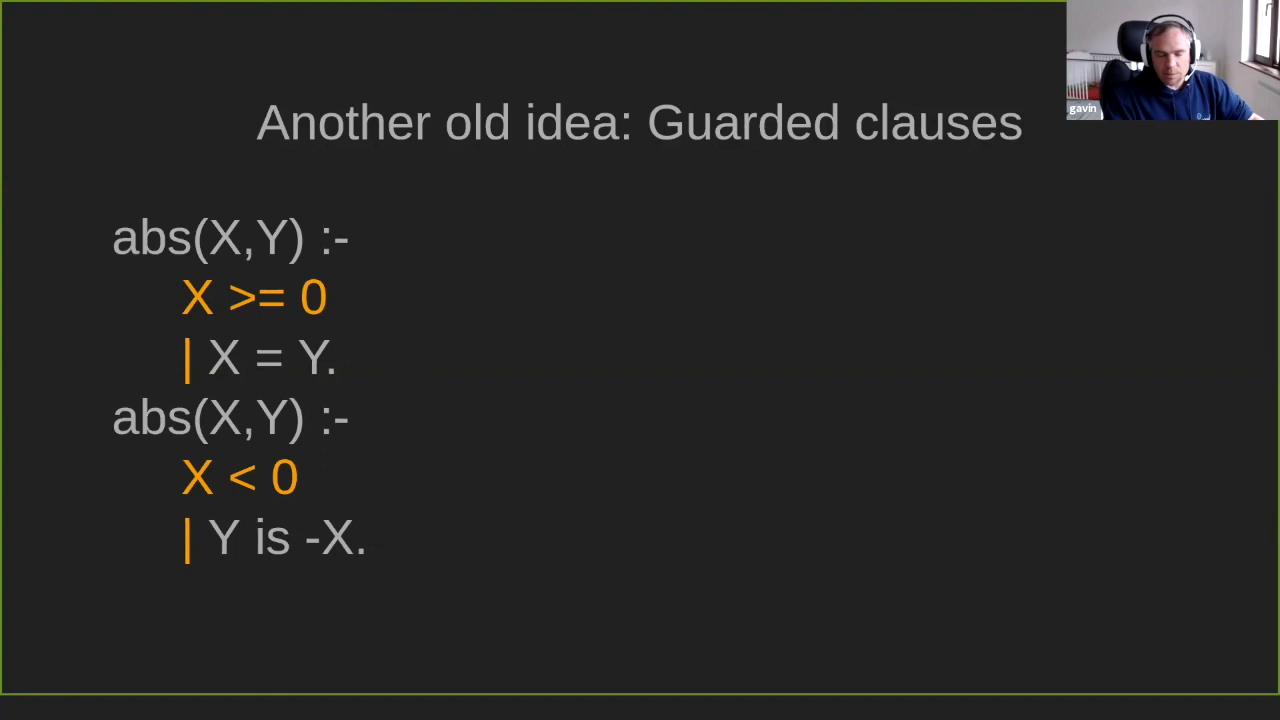 Another old idea: Guarded clauses
gavin
abs(X,Y) :-
X >= 0
| X = Y.
abs(X,Y) :-
X < 0
| Y is -X.